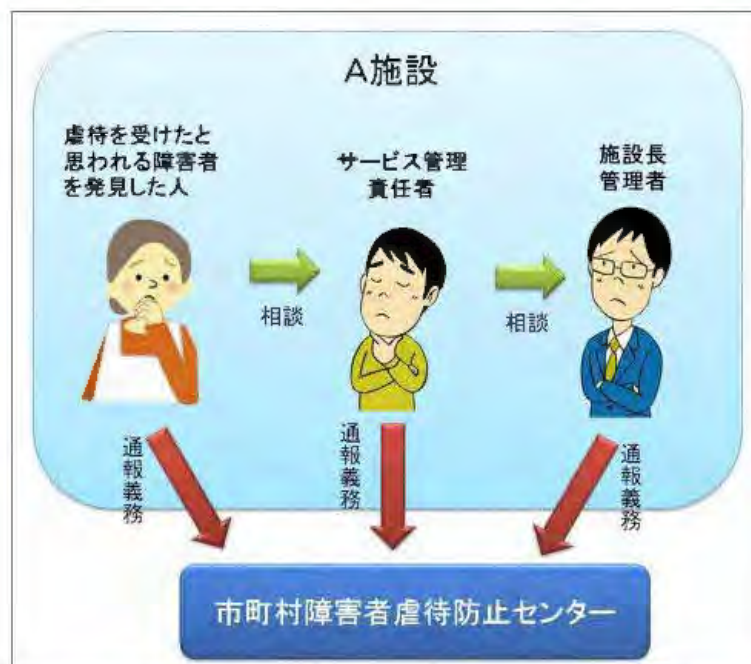 A施設
虐待を受けたと
思われる障害者
を発見した人
サービス管理
責任者
施設長
管理者
相談
相談
通報義務
通報義務
通報義務
市町村障害者虐待防止センター